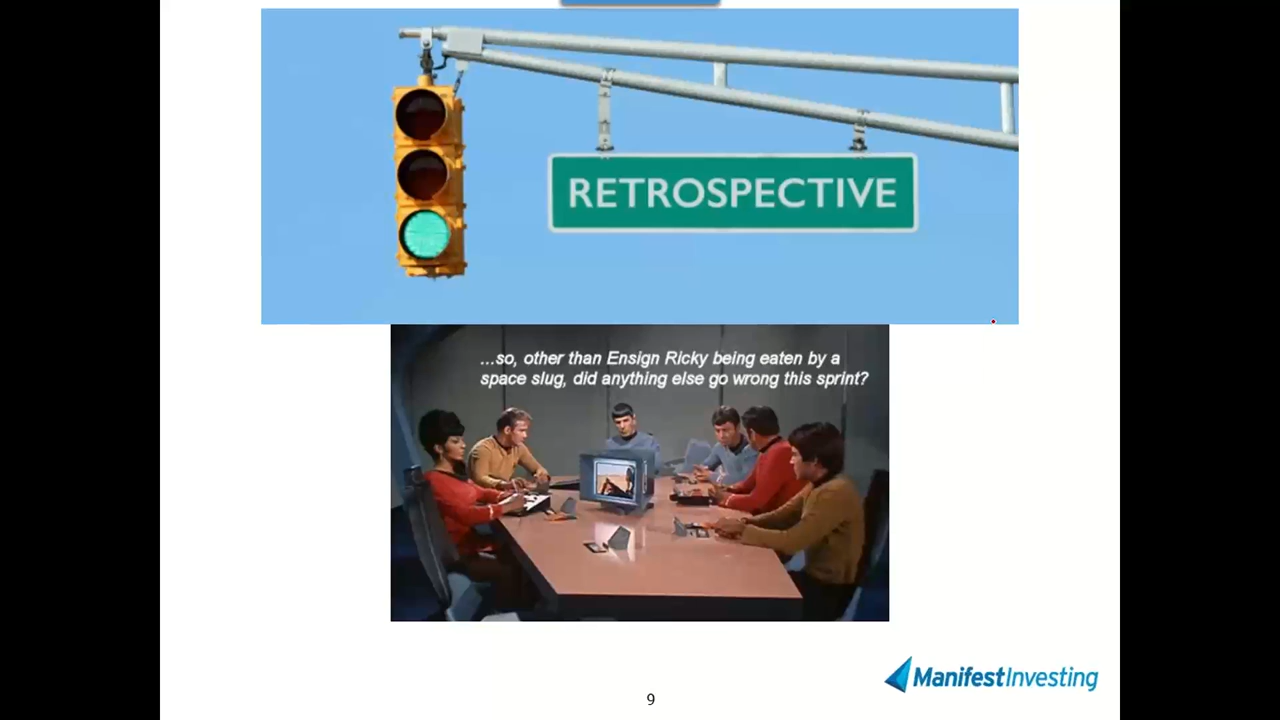 RETROSPECTIVE
...so, other than Ensign Ricky being eaten by a
space slug, did anything else go wrong this sprint?
ManifestInvesting
9